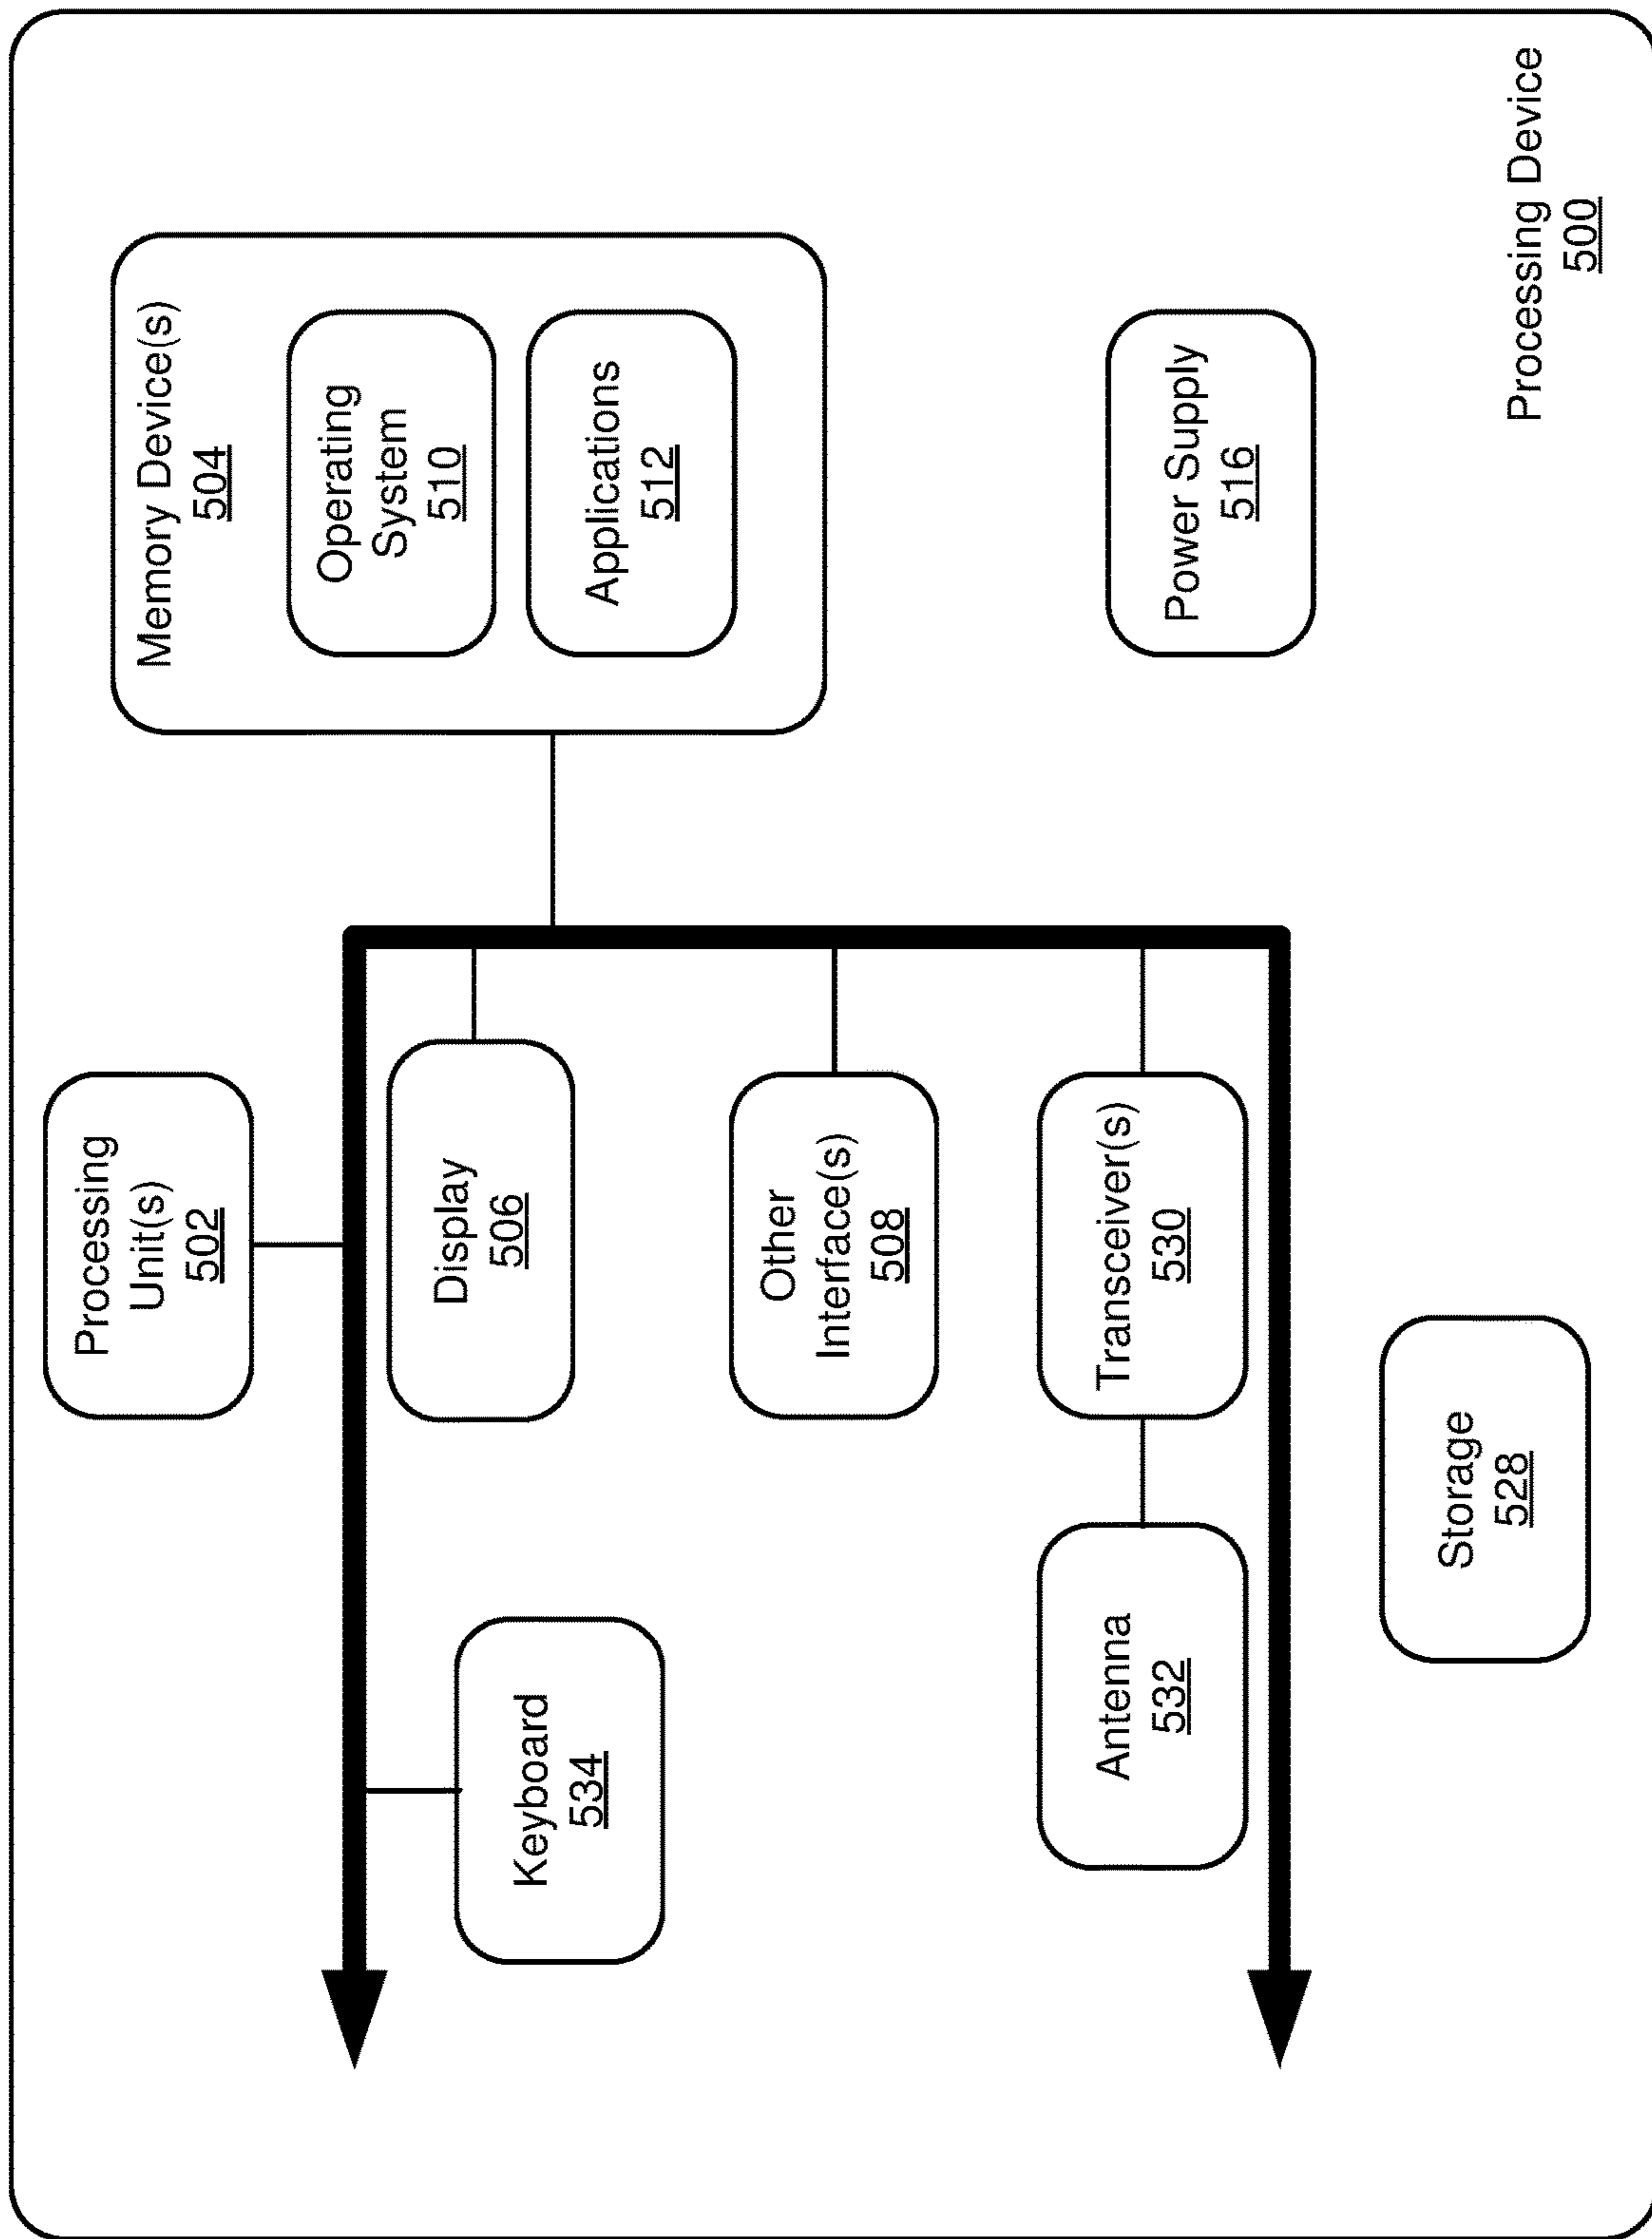 Processing
Unit(s)
502
Memory Device(s)
504
Operating
System
510
Applications
512
Display
506
Keyboard
534
Other
Interface(s)
508
Transceiver(s)
530
Antenna
532
Power Supply
516
Storage
528
Processing Device
500